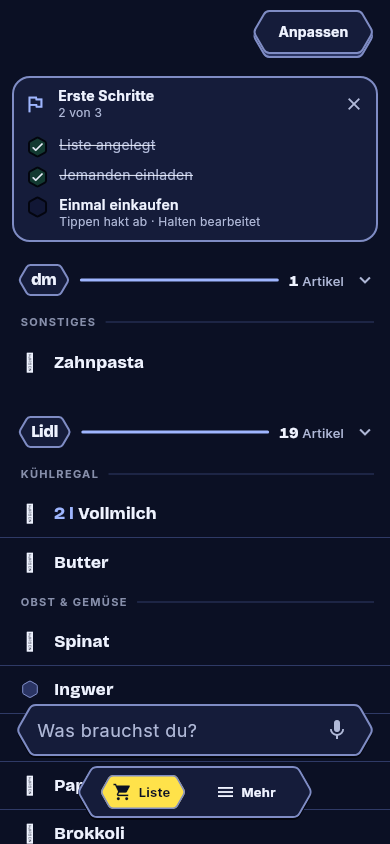 Anpassen
Erste Schritte
2 von 3
Liste angelegt
Jemanden einladen
Einmal einkaufen
Tippen hakt ab · Halten bearbeitet
dm 1 Artikel
SONSTIGES
Zahnpasta
Lidl 19 Artikel
KÜHLREGAL
2 l Vollmilch
Butter
OBST & GEMÜSE
Spinat
Ingwer
Was brauchst du?
Liste Mehr
Brokkoli